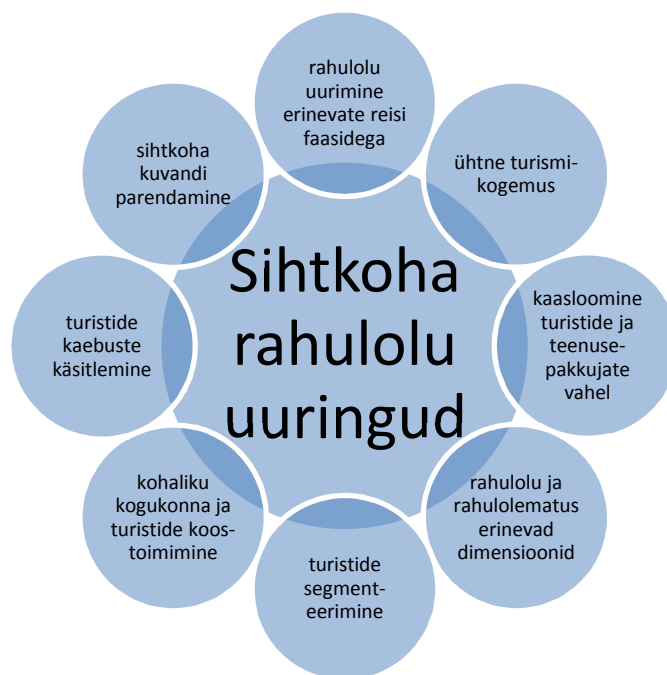 rahulolu
uurimine
erinevate reisi
faasidega
ühtne turismi-
kogemus
kaasloomine
turistide ja
teenuse-
pakkujate
vahel
rahulolu ja
rahulolematus
erinevad
dimensioonid
turistide
segment-
eerimine
kohaliku
kogukonna ja
turistide koos-
toimimine
turistide
kaebuste
käsitlemine
sihtkoha
kuvandi
parendamine
Sihtkoha
rahulolu
uuringud